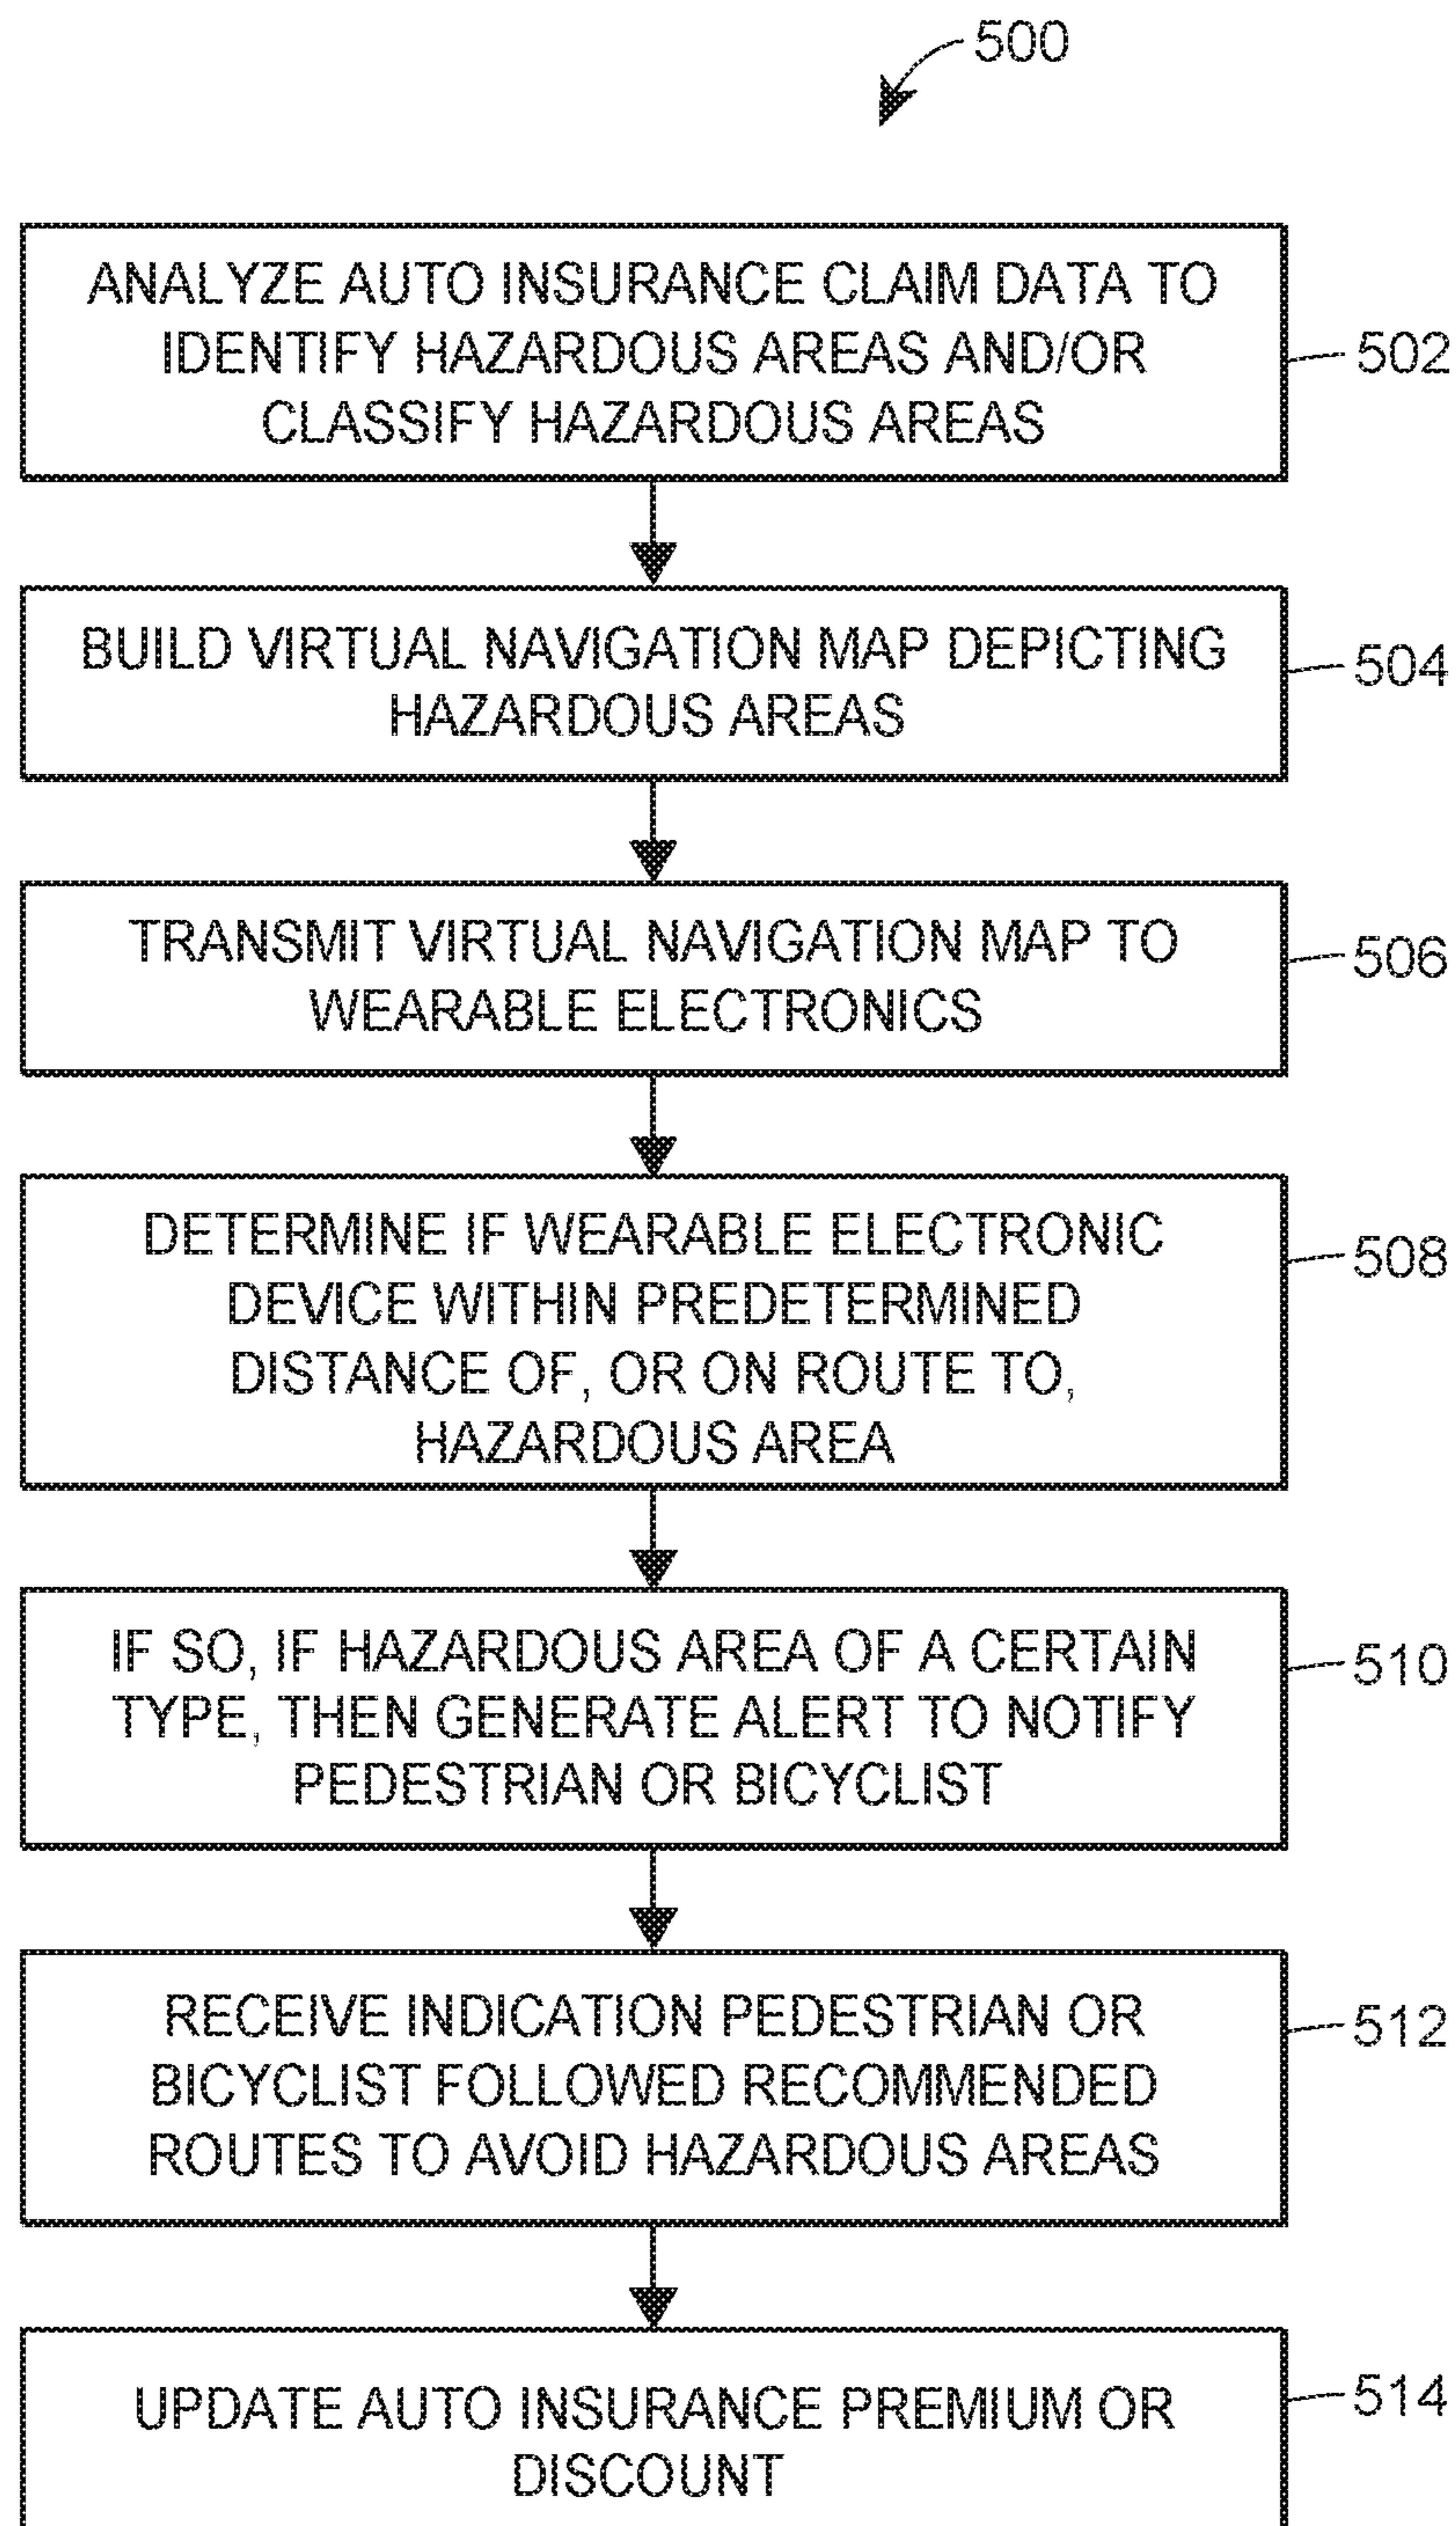 500
ANALYZE AUTO INSURANCE CLAIM DATA TO
IDENTIFY HAZARDOUS AREAS AND/OR
CLASSIFY HAZARDOUS AREAS
502
BUILD VIRTUAL NAVIGATION MAP DEPICTING
HAZARDOUS AREAS
504
TRANSMIT VIRTUAL NAVIGATION MAP TO
WEARABLE ELECTRONICS
506
DETERMINE IF WEARABLE ELECTRONIC
DEVICE WITHIN PREDETERMINED
DISTANCE OF, OR ON ROUTE TO,
HAZARDOUS AREA
508
IF SO, IF HAZARDOUS AREA OF A CERTAIN
TYPE, THEN GENERATE ALERT TO NOTIFY
PEDESTRIAN OR BICYCLIST
510
RECEIVE INDICATION PEDESTRIAN OR
BICYCLIST FOLLOWED RECOMMENDED
ROUTES TO AVOID HAZARDOUS AREAS
512
UPDATE AUTO INSURANCE PREMIUM OR
DISCOUNT
514